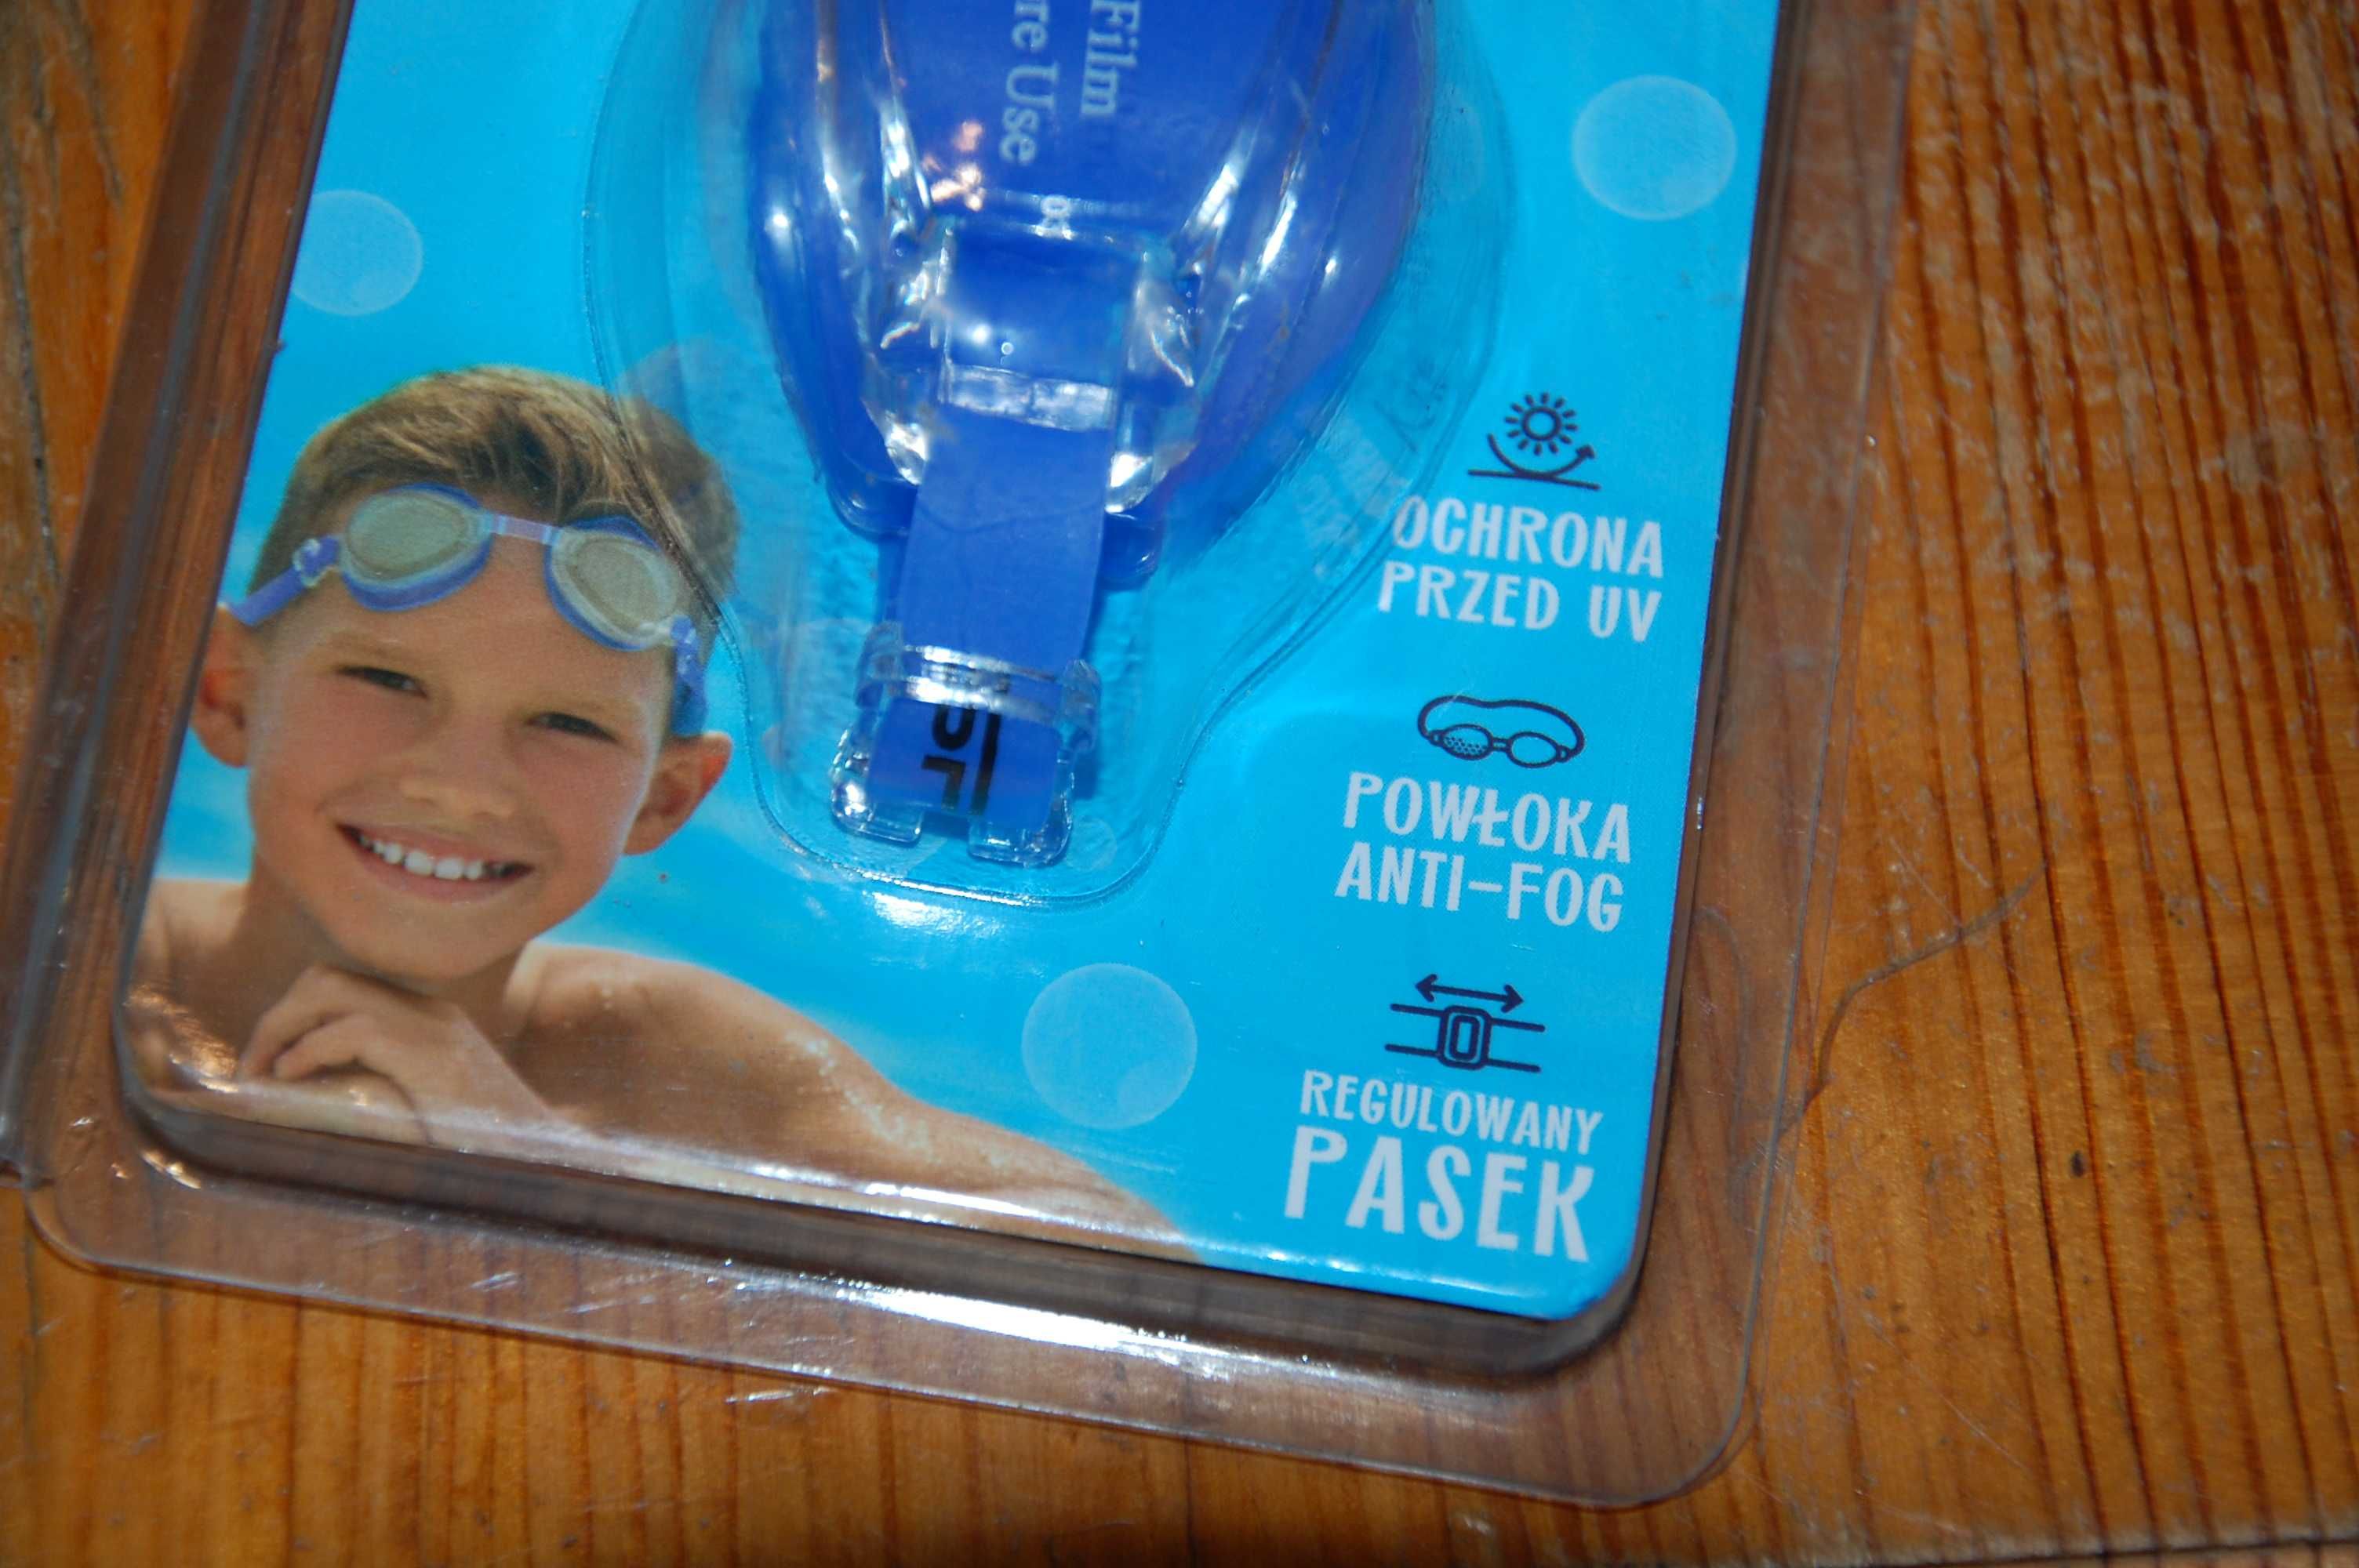 Film
re Use
OCHRONA
PRZED UV
POWŁOKA
ANTI-FOG
REGULOWANY
PASEK